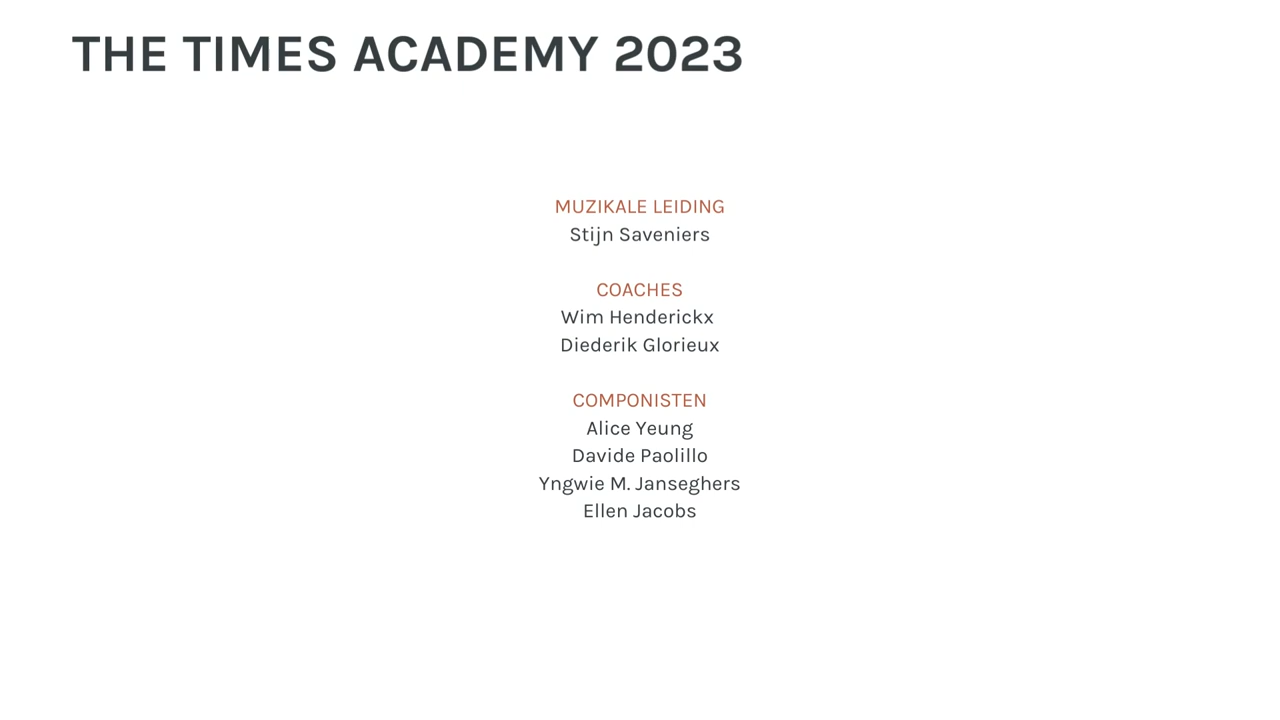 THE TIMES ACADEMY 2023
MUZIKALE LEIDING
Stijn Saveniers
COACHES
Wim Henderickx
Diederik Glorieux
COMPONISTEN
Alice Yeung
Davide Paolillo
Yngwie M. Janseghers
Ellen Jacobs